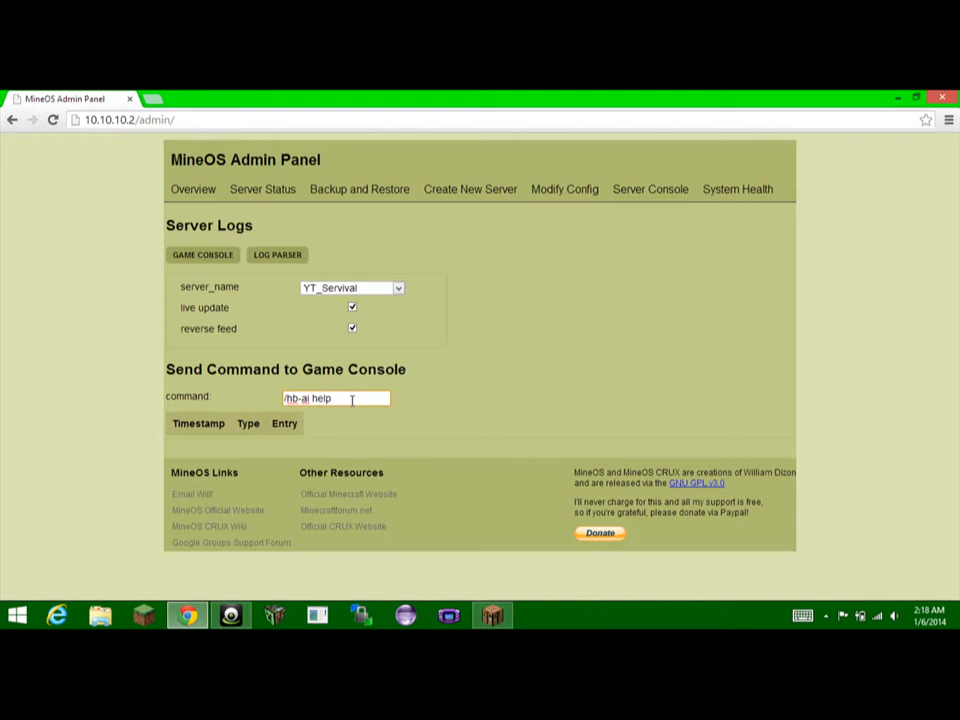 MineOS Admin Panel
10.10.10.2/admin/
MineOS Admin Panel
Overview Server Status Backup and Restore Create New Server Modify Config Server Console System Health
Server Logs
GAME CONSOLE LOG PARSER
server_name YT_Servival
live update
reverse feed
Send Command to Game Console
command: /hb-ai help
Timestamp Type Entry
MineOS Links
Email Will!
MineOS Official Website
MineOS CRUX Wiki
Google Groups Support Forum
Other Resources
Official Minecraft Website
Minecraftforum.net
Official CRUX Website
MineOS and MineOS CRUX are creations of William Dizon
and are released via the GNU GPL v3.0.
I'll never charge for this and all my support is free,
so if you're grateful, please donate via Paypal!
Donate
2:18 AM
1/6/2014